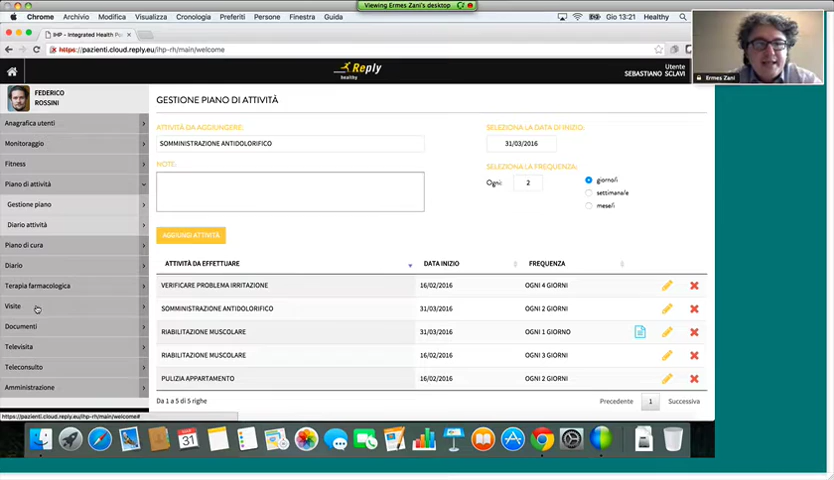 Viewing Ermes Zani's desktop
Chrome Archivio Modifica Visualizza Cronologia Preferiti Persone Finestra Guida
Gio 13:21 Healthy
IHP - Integrated Health Po
Healthy
https://pazienti.cloud.reply.eu/ihp-rh/main/welcome
Ermes Zani
Reply
healthy
Utente
SEBASTIANO SCLAVI
FEDERICO
ROSSINI
Anagrafica utenti
Monitoraggio
Fitness
Piano di attività
Gestione piano
Diario attività
Piano di cura
Diario
Terapia farmacologica
Visite
Documenti
Televisita
Teleconsulto
Amministrazione
https://pazienti.cloud.reply.eu/ihp-rh/main/welcome#
GESTIONE PIANO DI ATTIVITÀ
ATTIVITÀ DA AGGIUNGERE:
SOMMINISTRAZIONE ANTIDOLORIFICO
NOTE:
SELEZIONA LA DATA DI INIZIO:
31/03/2016
SELEZIONA LA FREQUENZA:
Ogni: 2
giorno/i
settimana/e
mese/i
AGGIUNGI ATTIVITÀ
ATTIVITÀ DA EFFETTUARE DATA INIZIO FREQUENZA
VERIFICARE PROBLEMA IRRITAZIONE 16/02/2016 OGNI 4 GIORNI
SOMMINISTRAZIONE ANTIDOLORIFICO 31/03/2016 OGNI 2 GIORNI
RIABILITAZIONE MUSCOLARE 31/03/2016 OGNI 1 GIORNO
RIABILITAZIONE MUSCOLARE 16/02/2016 OGNI 3 GIORNI
PULIZIA APPARTAMENTO 16/02/2016 OGNI 2 GIORNI
Da 1 a 5 di 5 righe
Precedente 1 Successiva
31